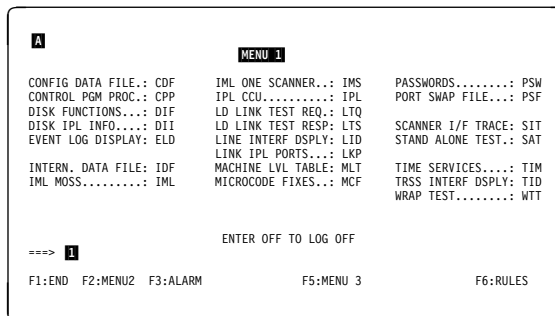 A
MENU 1
CONFIG DATA FILE.: CDF IML ONE SCANNER..: IMS PASSWORDS........: PSW
CONTROL PGM PROC.: CPP IPL CCU..........: IPL PORT SWAP FILE...: PSF
DISK FUNCTIONS...: DIF LD LINK TEST REQ.: LTQ
DISK IPL INFO....: DII LD LINK TEST RESP: LTS SCANNER I/F TRACE: SIT
EVENT LOG DISPLAY: ELD LINE INTERF DSPLY: LID STAND ALONE TEST.: SAT
LINK IPL PORTS...: LKP
INTERN. DATA FILE: IDF MACHINE LVL TABLE: MLT TIME SERVICES....: TIM
IML MOSS.........: IML MICROCODE FIXES..: MCF TRSS INTERF DSPLY: TID
WRAP TEST........: WTT
ENTER OFF TO LOG OFF
===> 1
F1:END F2:MENU2 F3:ALARM F5:MENU 3 F6:RULES